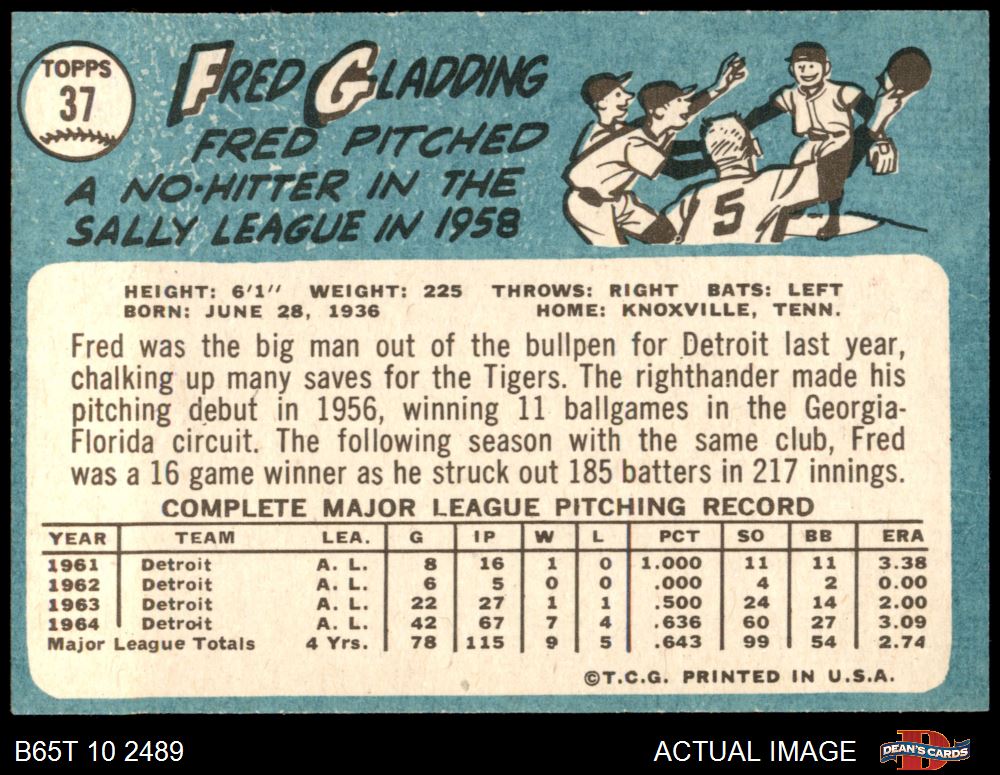 TOPPS
37
FRED GLADDING
FRED PITCHED
A NO-HITTER IN THE
SALLY LEAGUE IN 1958
5
HEIGHT: 6'1" WEIGHT: 225 THROWS: RIGHT BATS: LEFT
BORN: JUNE 28, 1936 HOME: KNOXVILLE, TENN.
Fred was the big man out of the bullpen for Detroit last year,
chalking up many saves for the Tigers. The righthander made his
pitching debut in 1956, winning 11 ballgames in the Georgia-
Florida circuit. The following season with the same club, Fred
was a 16 game winner as he struck out 185 batters in 217 innings.
COMPLETE MAJOR LEAGUE PITCHING RECORD
YEAR TEAM LEA. G IP W L PCT SO BB ERA
1961 Detroit A. L. 8 16 1 0 1.000 11 11 3.38
1962 Detroit A. L. 6 5 0 0 .000 4 2 0.00
1963 Detroit A. L. 22 27 1 1 .500 24 14 2.00
1964 Detroit A. L. 42 67 7 4 .636 60 27 3.09
Major League Totals 4 Yrs. 78 115 9 5 .643 99 54 2.74
©T.C.G. PRINTED IN U.S.A.
B65T 10 2489 ACTUAL IMAGE D DEAN'S CARDS